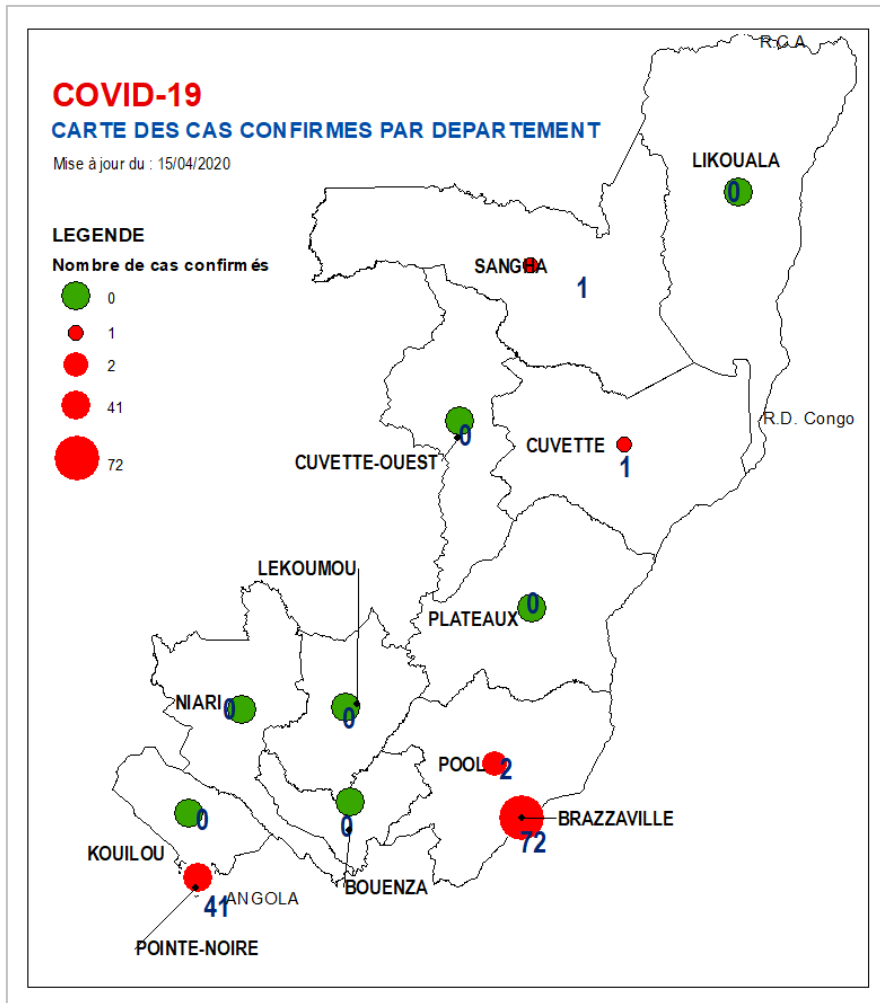 COVID-19
CARTE DES CAS CONFIRMES PAR DEPARTEMENT
Mise à jour du : 15/04/2020
LEGENDE
Nombre de cas confirmés
0
1
2
41
72
R.C.A
LIKOUALA
0
SANGHA
1
R.D. Congo
CUVETTE-OUEST
0
CUVETTE
1
LEKOUMOU
0
PLATEAUX
0
NIARI
0
POOL
2
BRAZZAVILLE
72
KOUILOU
0
BOUENZA
0
ANGOLA
41
POINTE-NOIRE